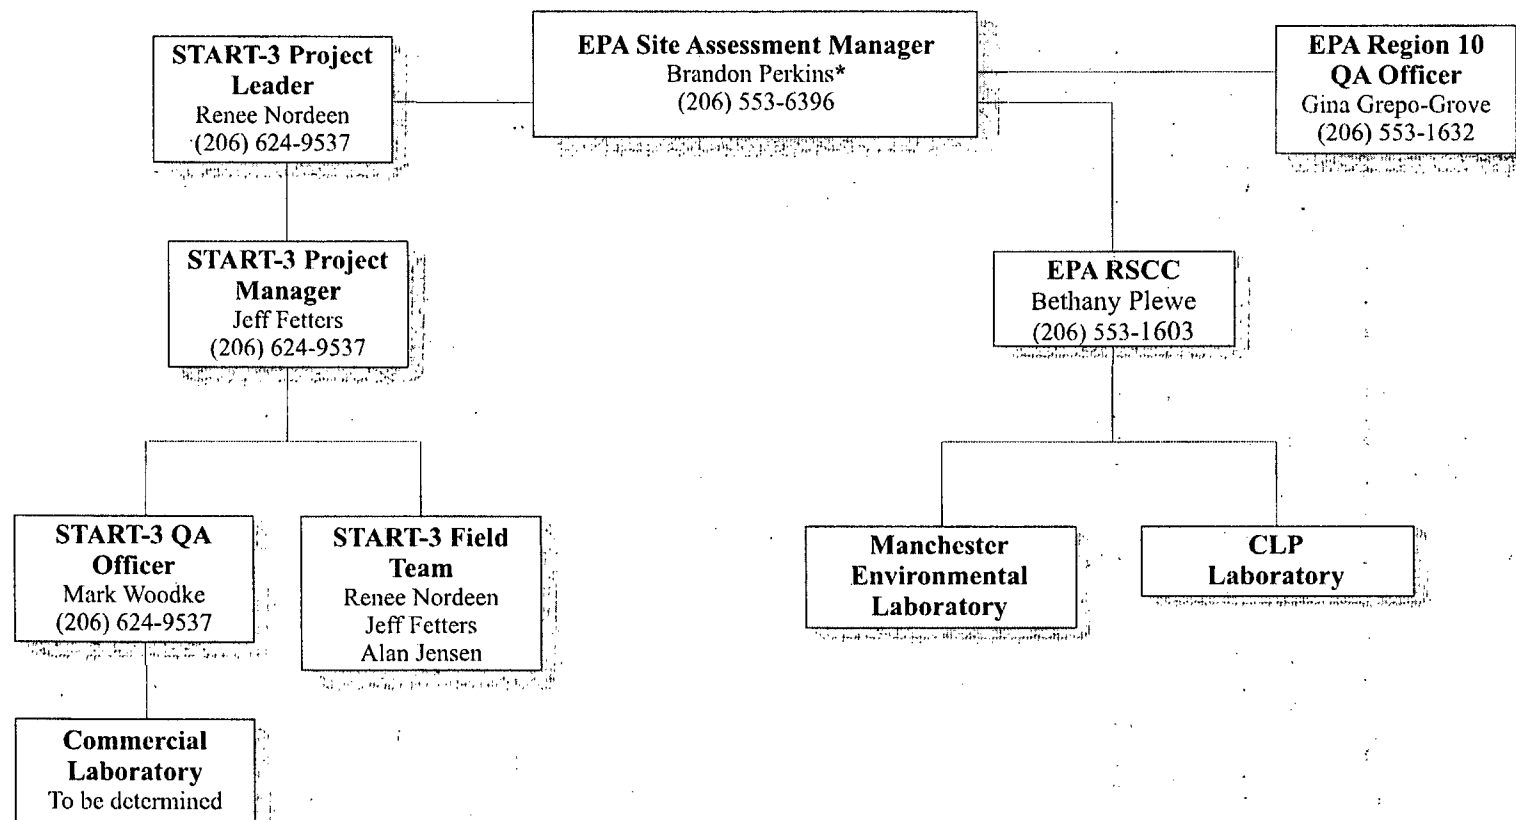 START-3 Project
Leader
Renee Nordeen
(206) 624-9537
EPA Site Assessment Manager
Brandon Perkins*
(206) 553-6396
EPA Region 10
QA Officer
Gina Grepo-Grove
(206) 553-1632
START-3 Project
Manager
Jeff Fetters
(206) 624-9537
EPA RSCC
Bethany Plewe
(206) 553-1603
START-3 QA
Officer
Mark Woodke
(206) 624-9537
START-3 Field
Team
Renee Nordeen
Jeff Fetters
Alan Jensen
Manchester
Environmental
Laboratory
CLP
Laboratory
Commercial
Laboratory
To be determined